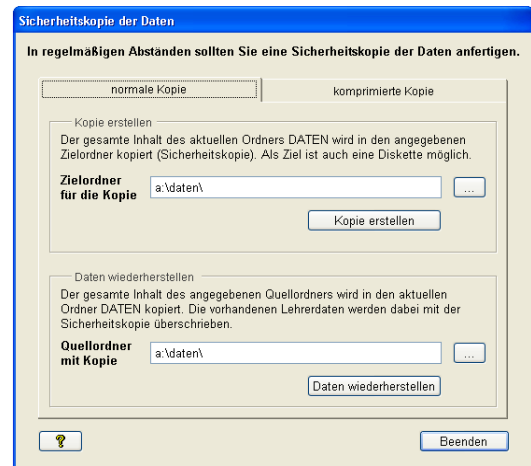 Sicherheitskopie der Daten
In regelmäßigen Abständen sollten Sie eine Sicherheitskopie der Daten anfertigen.
normale Kopie
komprimierte Kopie
Kopie erstellen
Der gesamte Inhalt des aktuellen Ordners DATEN wird in den angegebenen
Zielordner kopiert (Sicherheitskopie). Als Ziel ist auch eine Diskette möglich.
Zielordner
für die Kopie
a:\daten\
...
Kopie erstellen
Daten wiederherstellen
Der gesamte Inhalt des angegebenen Quellordners wird in den aktuellen
Ordner DATEN kopiert. Die vorhandenen Lehrerdaten werden dabei mit der
Sicherheitskopie überschrieben.
Quellordner
mit Kopie
a:\daten\
...
Daten wiederherstellen
?
Beenden